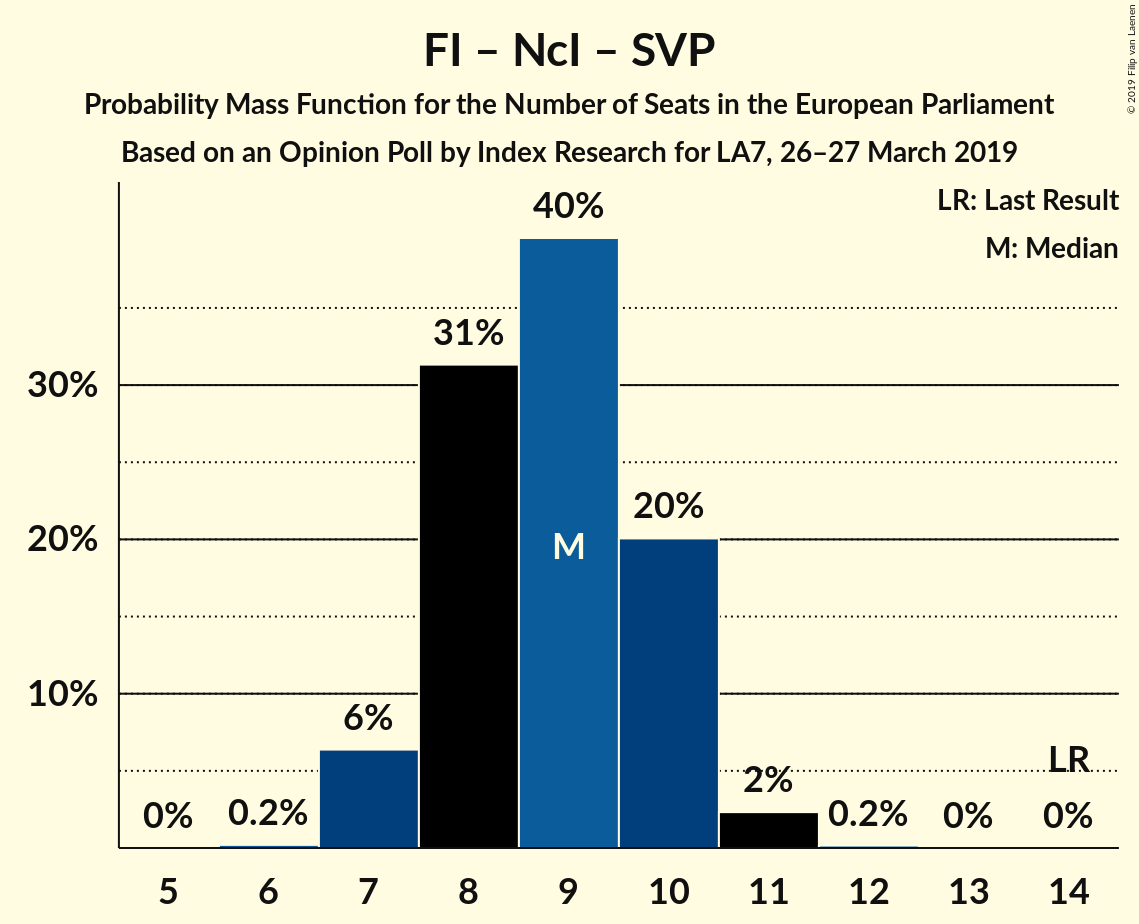 FI – NcI – SVP
Probability Mass Function for the Number of Seats in the European Parliament
Based on an Opinion Poll by Index Research for LA7, 26–27 March 2019
© 2019 Filip van Laenen
LR: Last Result
M: Median
40%
31%
30%
20%
M
20%
10%
6%
LR
2%
0%
0.2%
0.2%
0%
0%
5 6 7 8 9 10 11 12 13 14